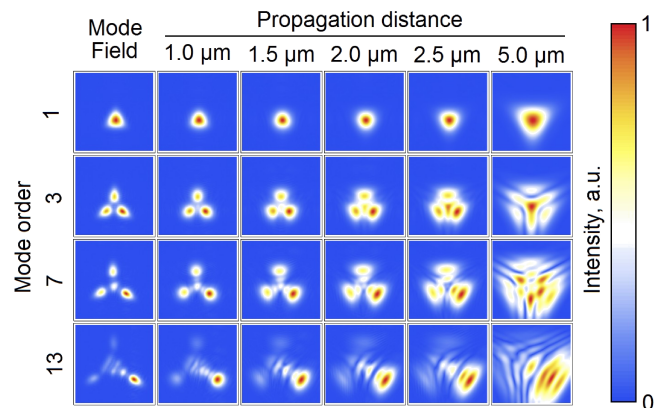 Mode
Field
Propagation distance
1.0 µm 1.5 µm 2.0 µm 2.5 µm 5.0 µm
Mode order
1
3
7
13
1
Intensity, a.u.
0